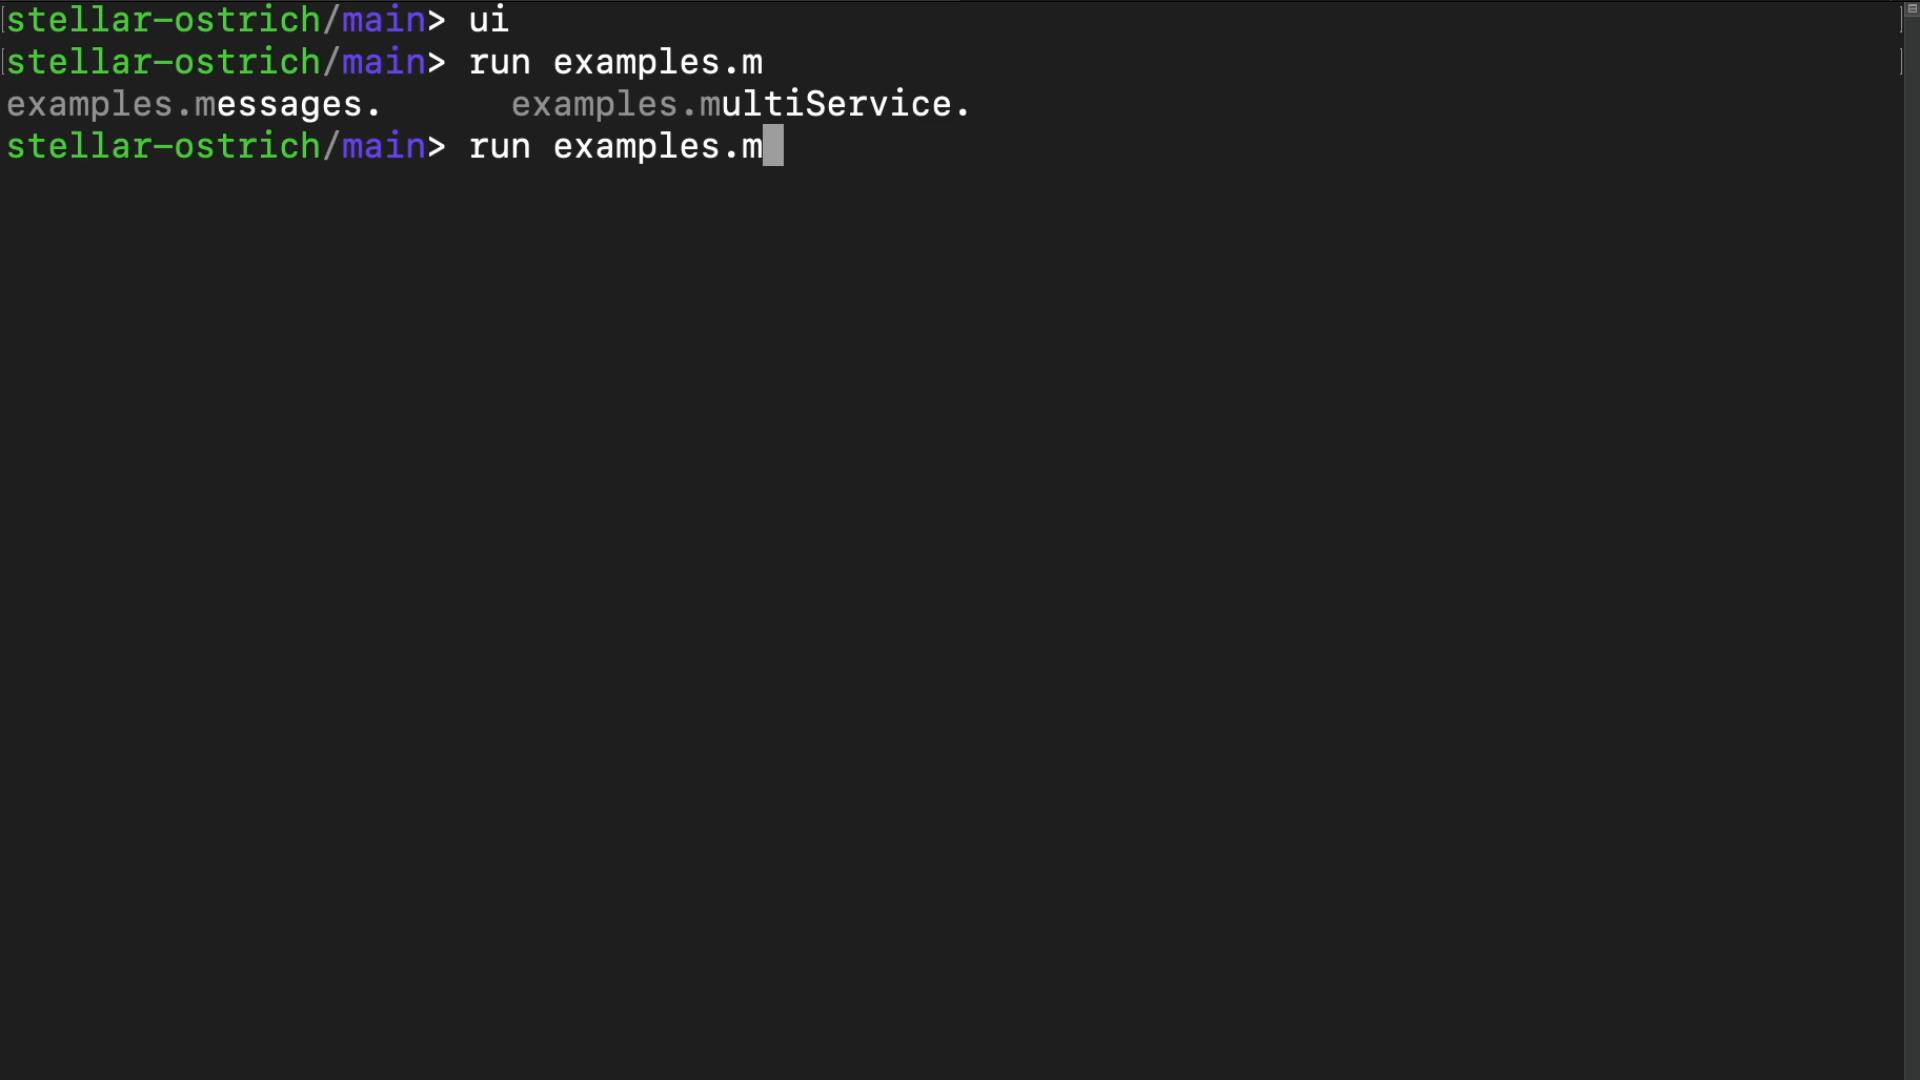 stellar-ostrich/main> ui
stellar-ostrich/main> run examples.m
examples.messages. examples.multiService.
stellar-ostrich/main> run examples.m